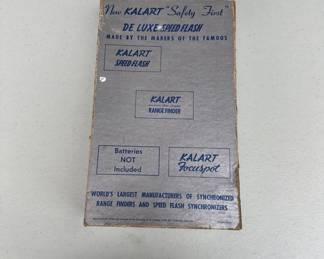 New KALART "Safety First"
DE LUXE SPEED FLASH
MADE BY THE MAKERS OF THE FAMOUS
KALART
SPEED FLASH
KALART
RANGE FINDER
Batteries
NOT
Included
KALART
Focuspot
WORLD'S LARGEST MANUFACTURERS OF SYNCHRONIZED
RANGE FINDERS AND SPEED FLASH SYNCHRONIZERS